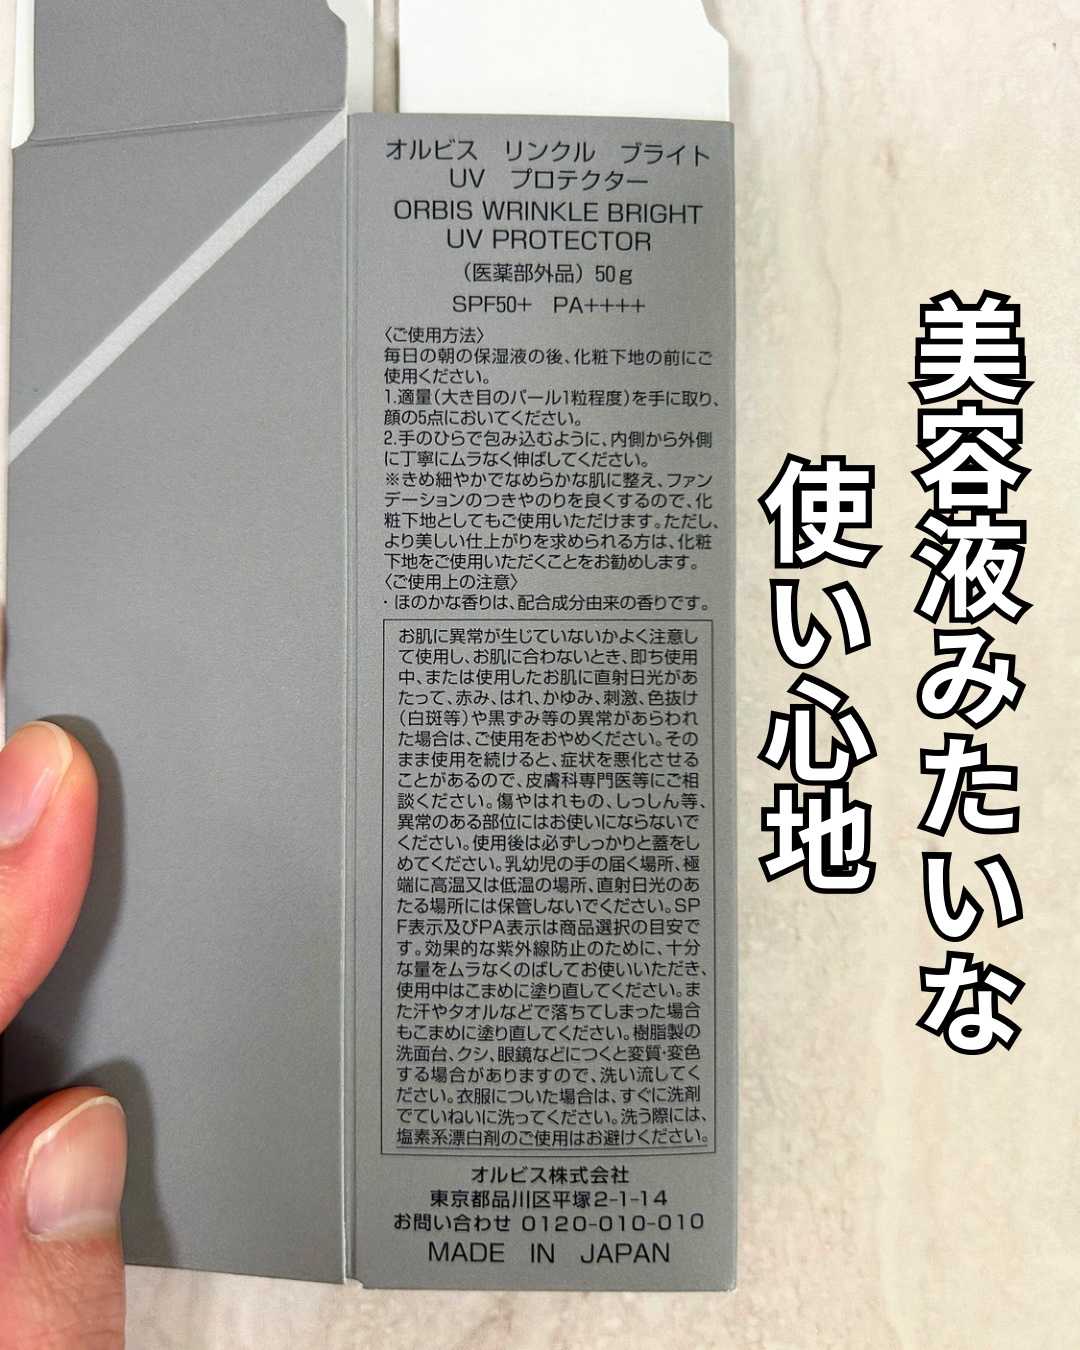 オルビス　リンクル　ブライト
UV　プロテクター
ORBIS WRINKLE BRIGHT
UV PROTECTOR
（医薬部外品）50g
SPF50+　PA++++
〈ご使用方法〉
毎日の朝の保湿液の後、化粧下地の前にご
使用ください。
1.適量（大き目のパール1粒程度）を手に取り、
顔の5点においてください。
2.手のひらで包み込むように、内側から外側
に丁寧にムラなく伸ばしてください。
※きめ細やかでなめらかな肌に整え、ファン
デーションのつきやのりを良くするので、化
粧下地としてもご使用いただけます。ただし、
より美しい仕上がりを求められる方は、化粧
下地をご使用いただくことをお勧めします。
〈ご使用上の注意〉
・ほのかな香りは、配合成分由来の香りです。
お肌に異常が生じていないかよく注意し
て使用し、お肌に合わないとき、即ち使用
中、または使用したお肌に直射日光があ
たって、赤み、はれ、かゆみ、刺激、色抜け
（白斑等）や黒ずみ等の異常があらわれ
た場合は、ご使用をおやめください。その
まま使用を続けると、症状を悪化させる
ことがあるので、皮膚科専門医等にご相
談ください。傷やはれもの、しっしん等、
異常のある部位にはお使いにならないで
ください。使用後は必ずしっかりと蓋をし
めてください。乳幼児の手の届く場所、極
端に高温又は低温の場所、直射日光のあ
たる場所には保管しないでください。SP
F表示及びPA表示は商品選択の目安で
す。効果的な紫外線防止のために、十分
な量をムラなくのばしてお使いいただき、
使用中はこまめに塗り直してください。ま
た汗やタオルなどで落ちてしまった場合
もこまめに塗り直してください。樹脂製の
洗面台、クシ、眼鏡などにつくと変質・変色
する場合がありますので、洗い流してく
ださい。衣服についた場合は、すぐに洗剤
でていねいに洗ってください。洗う際には、
塩素系漂白剤のご使用はお避けください。
オルビス株式会社
東京都品川区平塚2-1-14
お問い合わせ 0120-010-010
MADE　IN　JAPAN
美容液みたいな
使い心地